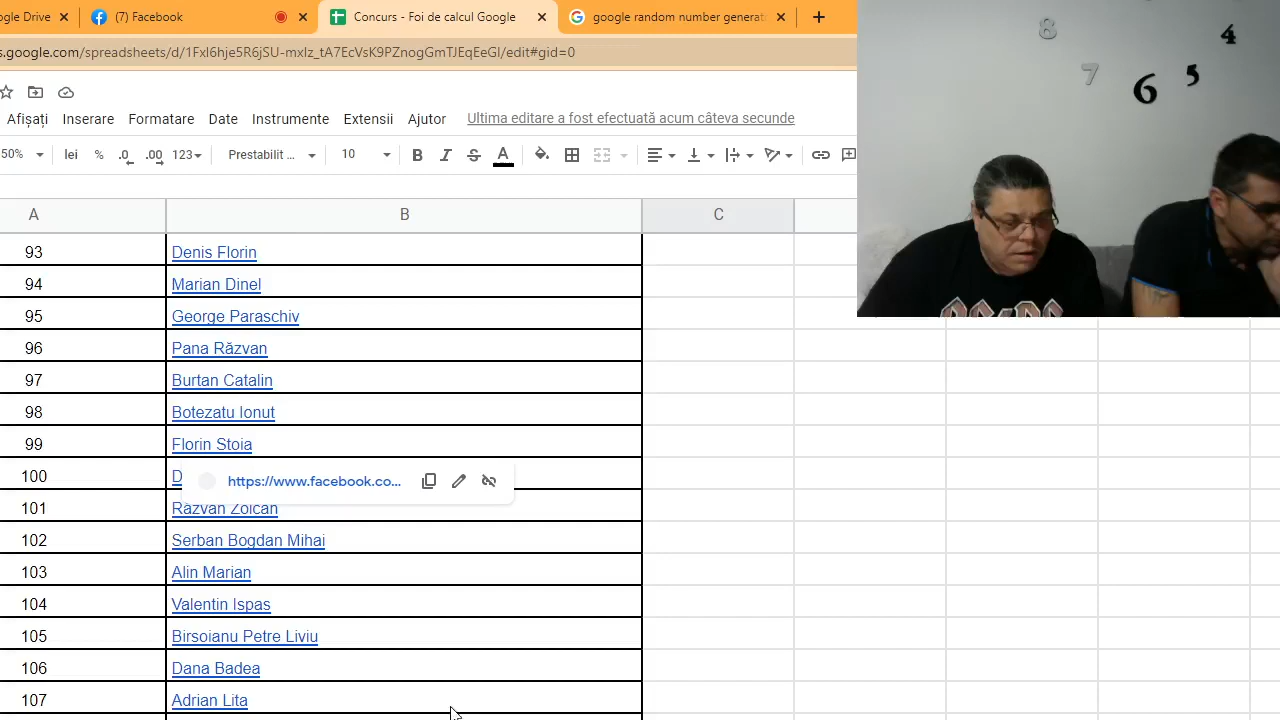 gle Drive
(7) Facebook
Concurs - Foi de calcul Google
google random number generat
s.google.com/spreadsheets/d/1FxI6hje5R6jSU-mxIz_tA7EcVsK9PZnogGmTJEqEeGI/edit#gid=0
Afișați Inserare Formatare Date Instrumente Extensii Ajutor Ultima editare a fost efectuată acum câteva secunde
50% lei % .0 .00 123 Prestabilit ... 10 B I S A
A B C
93 Denis Florin
94 Marian Dinel
95 George Paraschiv
96 Pana Răzvan
97 Burtan Catalin
98 Botezatu Ionut
99 Florin Stoia
100 D
https://www.facebook.co...
101 Razvan Zoican
102 Serban Bogdan Mihai
103 Alin Marian
104 Valentin Ispas
105 Birsoianu Petre Liviu
106 Dana Badea
107 Adrian Lita
8 4
7 6 5